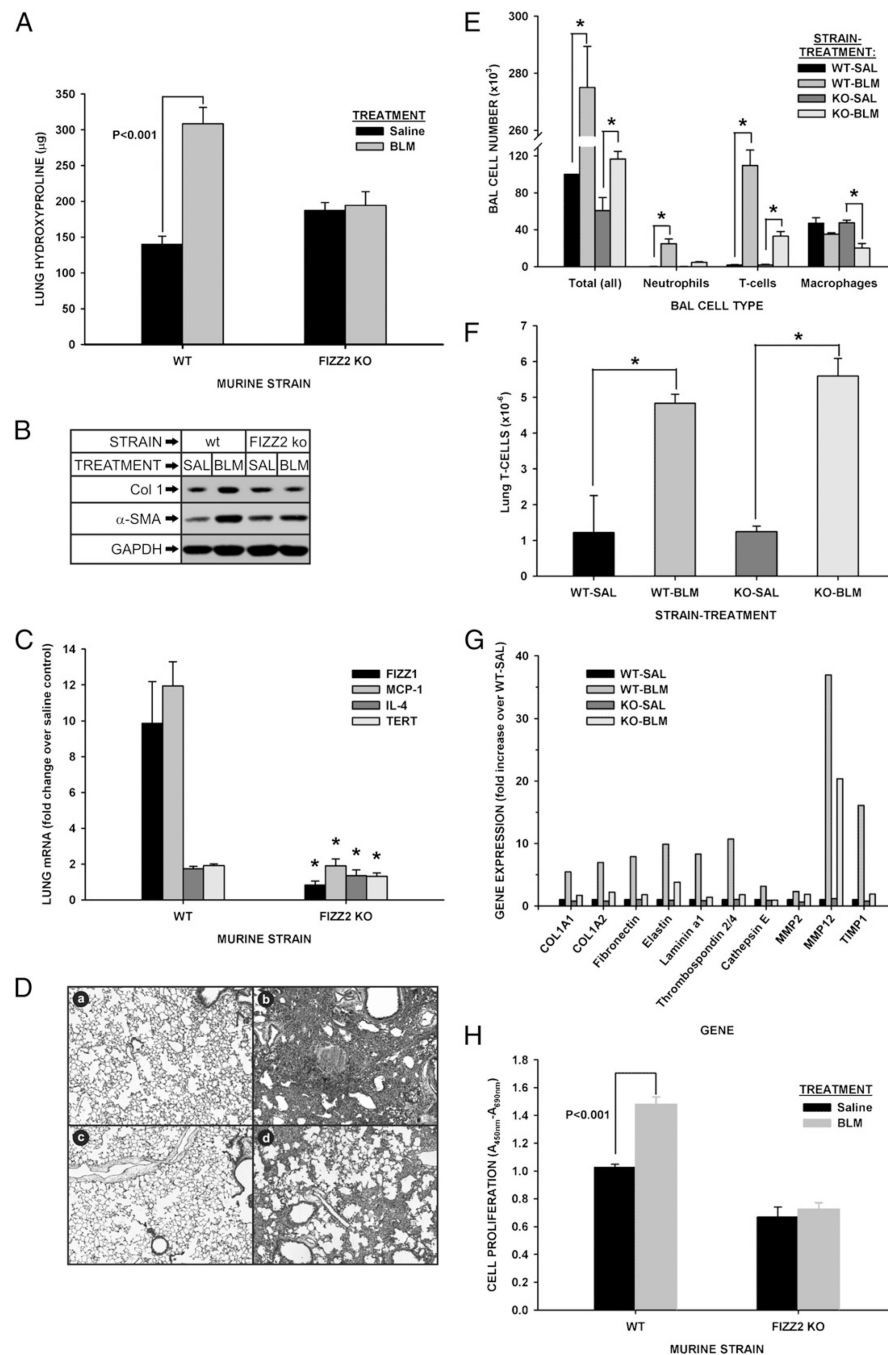 A
LUNG HYDROXYPROLINE (µg)
350
300
250
200
150
100
50
0
P<0.001
TREATMENT
Saline
BLM
WT
FIZZ2 KO
MURINE STRAIN
B
STRAIN
wt
FIZZ2 ko
TREATMENT
SAL
BLM
SAL
BLM
Col 1
α-SMA
GAPDH
C
LUNG mRNA (fold change over saline control)
14
12
10
8
6
4
2
0
FIZZ1
MCP-1
IL-4
TERT
* * * *
WT
FIZZ2 KO
MURINE STRAIN
D
a
b
c
d
E
BAL CELL NUMBER (x10³)
300
280
260
120
80
40
0
STRAIN-
TREATMENT:
WT-SAL
WT-BLM
KO-SAL
KO-BLM
* * * * * *
Total (all)
Neutrophils
T-cells
Macrophages
BAL CELL TYPE
F
Lung T-CELLS (x10⁻⁶)
7
6
5
4
3
2
1
0
* *
WT-SAL
WT-BLM
KO-SAL
KO-BLM
STRAIN-TREATMENT
G
GENE EXPRESSION (fold increase over WT-SAL)
40
30
20
10
0
WT-SAL
WT-BLM
KO-SAL
KO-BLM
COL1A1
COL1A2
Fibronectin
Elastin
Laminin a1
Thrombospondin 2/4
Cathepsin E
MMP2
MMP12
TIMP1
GENE
H
CELL PROLIFERATION (A450nm-A690nm)
1.8
1.6
1.4
1.2
1.0
0.8
0.6
0.4
0.2
0.0
P<0.001
TREATMENT
Saline
BLM
WT
FIZZ2 KO
MURINE STRAIN